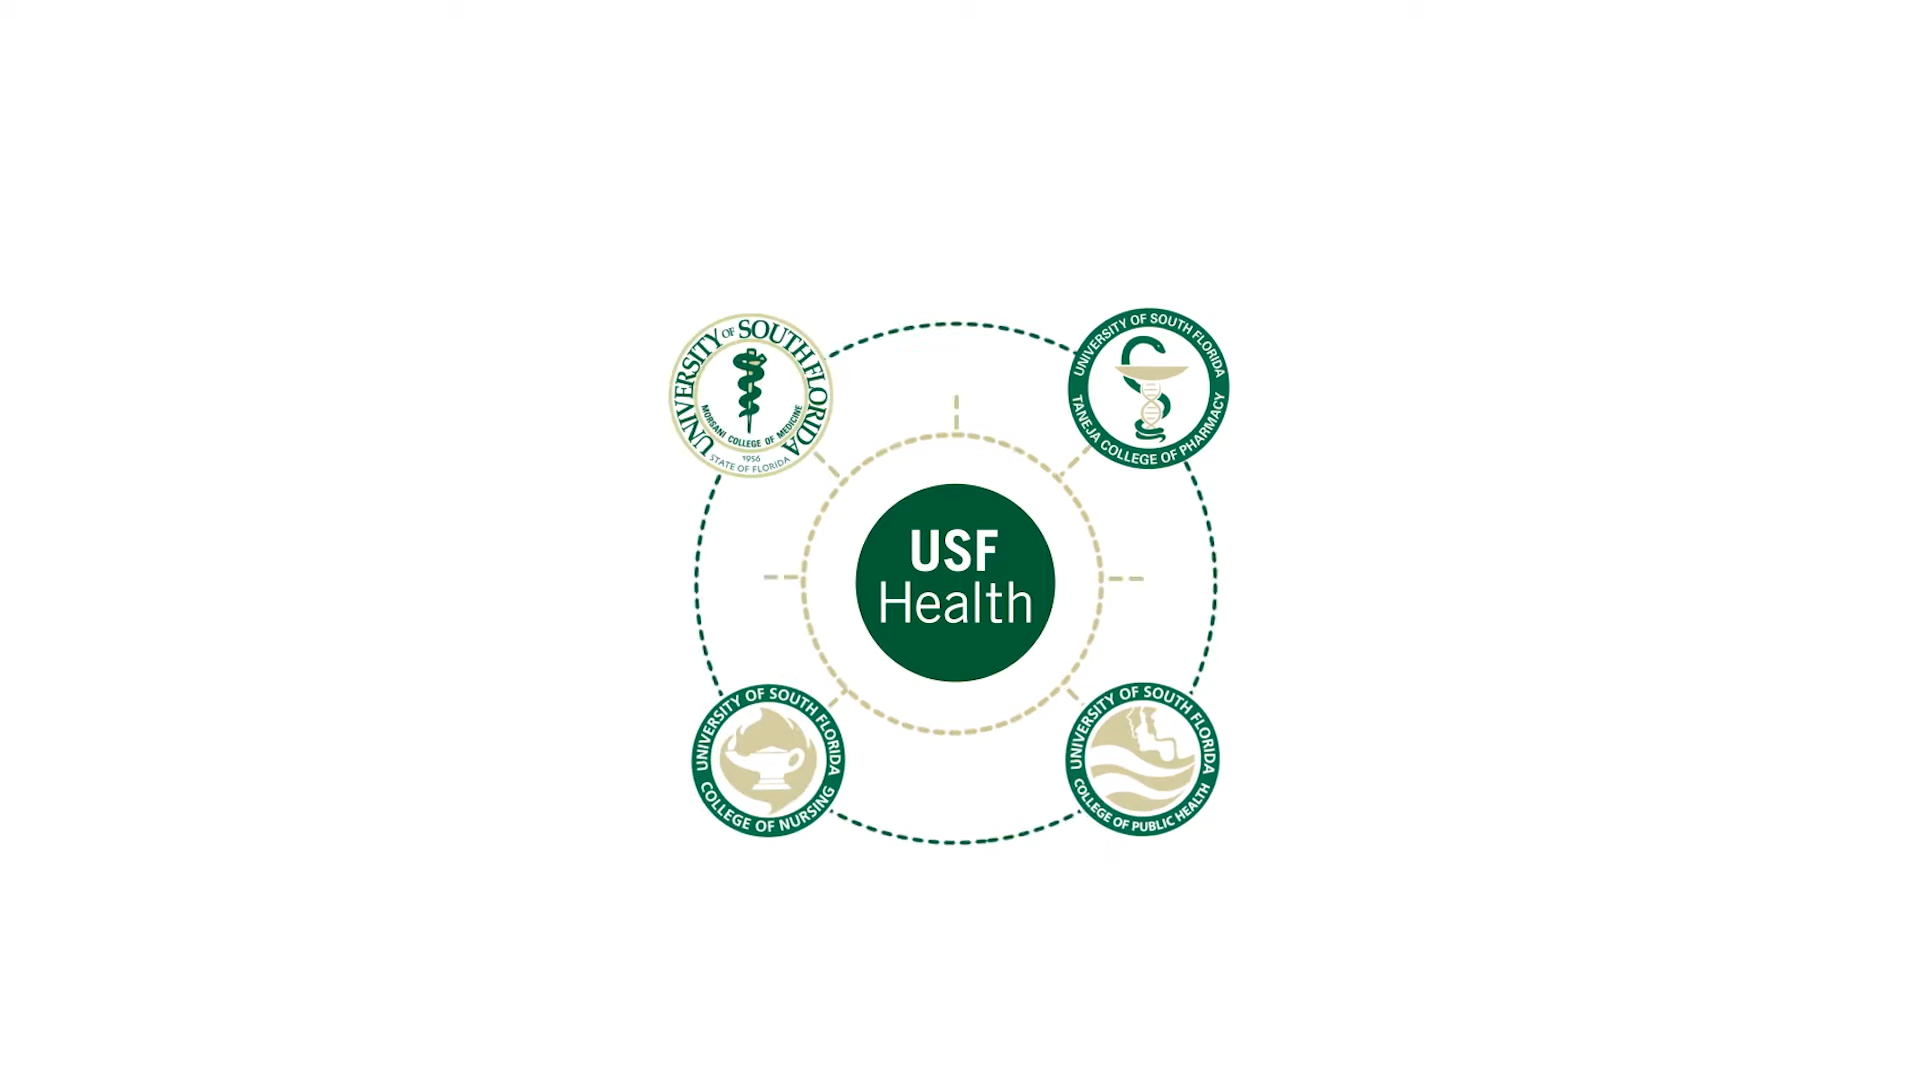 UNIVERSITY OF SOUTH FLORIDA
MORSANI COLLEGE OF MEDICINE
1956
STATE OF FLORIDA
UNIVERSITY OF SOUTH FLORIDA
TANEJA COLLEGE OF PHARMACY
USF
Health
UNIVERSITY OF SOUTH FLORIDA
COLLEGE OF NURSING
UNIVERSITY OF SOUTH FLORIDA
COLLEGE OF PUBLIC HEALTH